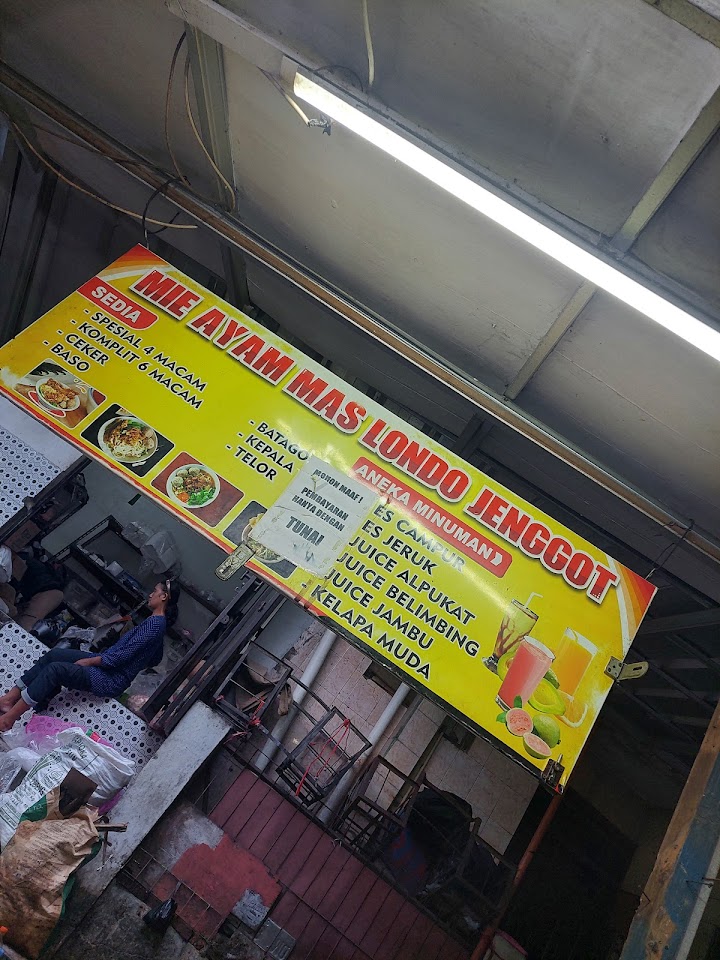 MIE AYAM MAS LONDO JENGGOT
SEDIA
- SPESIAL 4 MACAM
- KOMPLIT 6 MACAM
- CEKER
- BASO
- BATAGO
- KEPALA
- TELOR
MOHON MAAF !
PEMBAYARAN
HANYA DENGAN
TUNAI
ANEKA MINUMAN
ES CAMPUR
ES JERUK
JUICE ALPUKAT
JUICE BELIMBING
JUICE JAMBU
- KELAPA MUDA